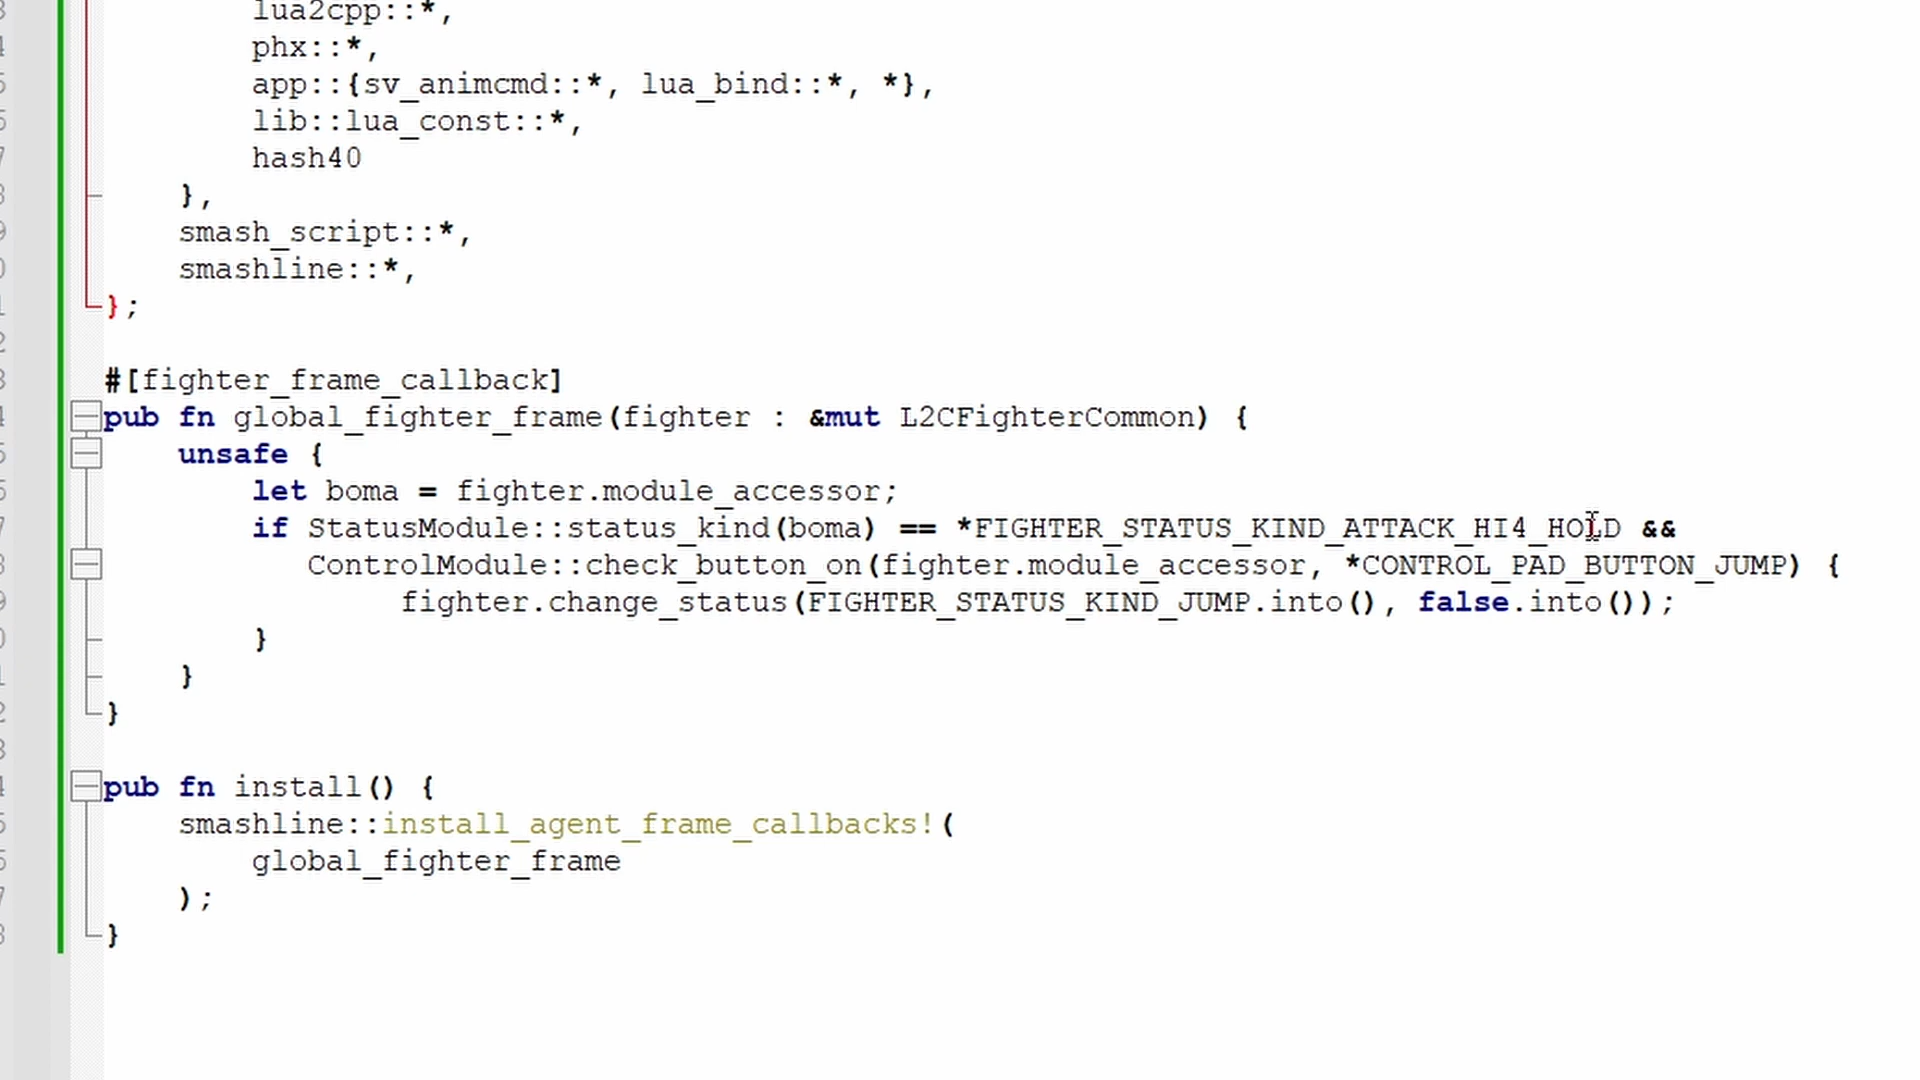 lua2cpp::*,
phx::*,
app::{sv_animcmd::*, lua_bind::*, *},
lib::lua_const::*,
hash40
},
smash_script::*,
smashline::*,
};
#[fighter_frame_callback]
pub fn global_fighter_frame(fighter : &mut L2CFighterCommon) {
unsafe {
let boma = fighter.module_accessor;
if StatusModule::status_kind(boma) == *FIGHTER_STATUS_KIND_ATTACK_HI4_HOLD &&
ControlModule::check_button_on(fighter.module_accessor, *CONTROL_PAD_BUTTON_JUMP) {
fighter.change_status(FIGHTER_STATUS_KIND_JUMP.into(), false.into());
}
}
}
pub fn install() {
smashline::install_agent_frame_callbacks!(
global_fighter_frame
);
}